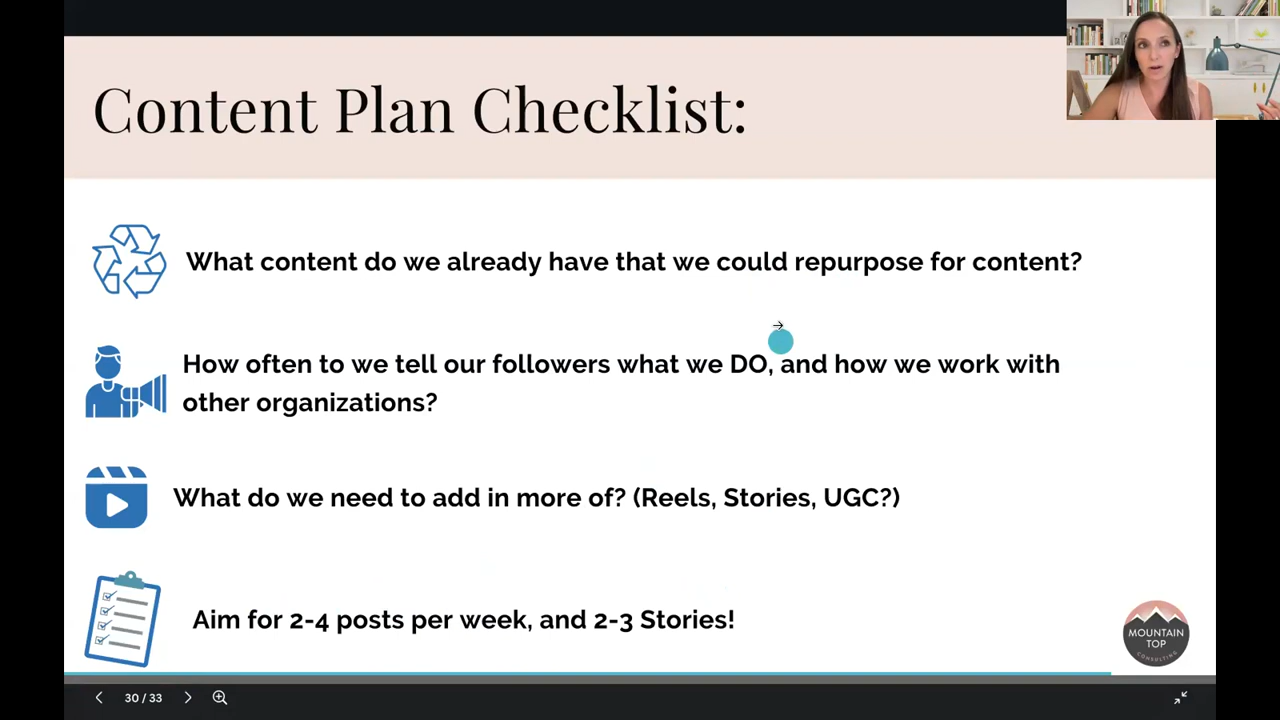 Content Plan Checklist:
What content do we already have that we could repurpose for content?
How often to we tell our followers what we DO, and how we work with
other organizations?
What do we need to add in more of? (Reels, Stories, UGC?)
Aim for 2-4 posts per week, and 2-3 Stories!
MOUNTAIN
TOP
CONSULTING
30 / 33